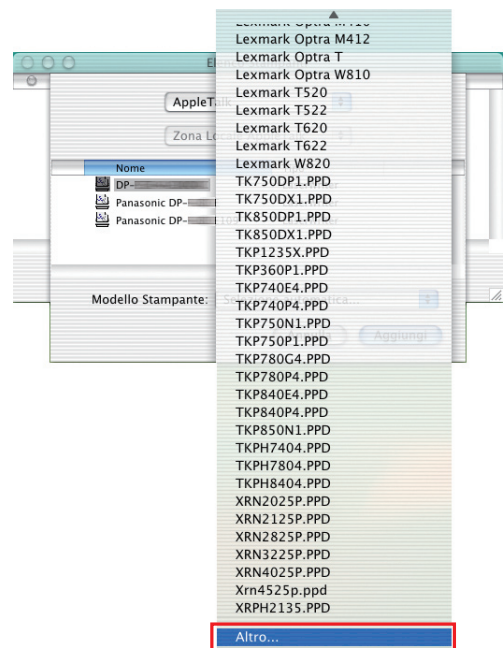 Lexmark Optra M412
Lexmark Optra T
Lexmark Optra W810
Lexmark T520
Lexmark T522
Lexmark T620
Lexmark T622
Lexmark W820
TK750DP1.PPD
TK750DX1.PPD
TK850DP1.PPD
TK850DX1.PPD
TKP1235X.PPD
TKP360P1.PPD
TKP740E4.PPD
TKP740P4.PPD
TKP750N1.PPD
TKP750P1.PPD
TKP780G4.PPD
TKP780P4.PPD
TKP840E4.PPD
TKP840P4.PPD
TKP850N1.PPD
TKPH7404.PPD
TKPH7804.PPD
TKPH8404.PPD
XRN2025P.PPD
XRN2125P.PPD
XRN2825P.PPD
XRN3225P.PPD
XRN4025P.PPD
Xrn4525p.ppd
XRPH2135.PPD
Altro...
AppleTalk
Zona
Nome
DP-
Panasonic DP-
Panasonic DP-
Modello Stampante:
Aggiungi